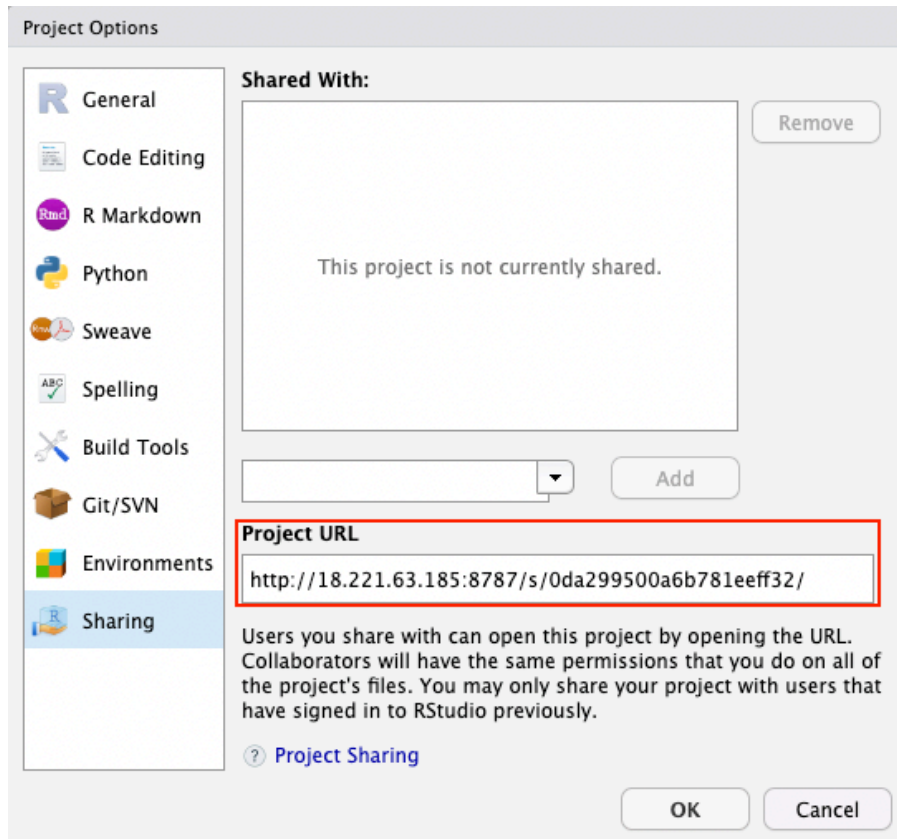 Project Options
Shared With:
R General
Code Editing
Rmd R Markdown
Python
Rnw Sweave
ABC Spelling
Build Tools
Git/SVN
Environments
R Sharing
Remove
This project is not currently shared.
Add
Project URL
http://18.221.63.185:8787/s/0da299500a6b781eeff32/
Users you share with can open this project by opening the URL.
Collaborators will have the same permissions that you do on all of
the project's files. You may only share your project with users that
have signed in to RStudio previously.
? Project Sharing
OK
Cancel